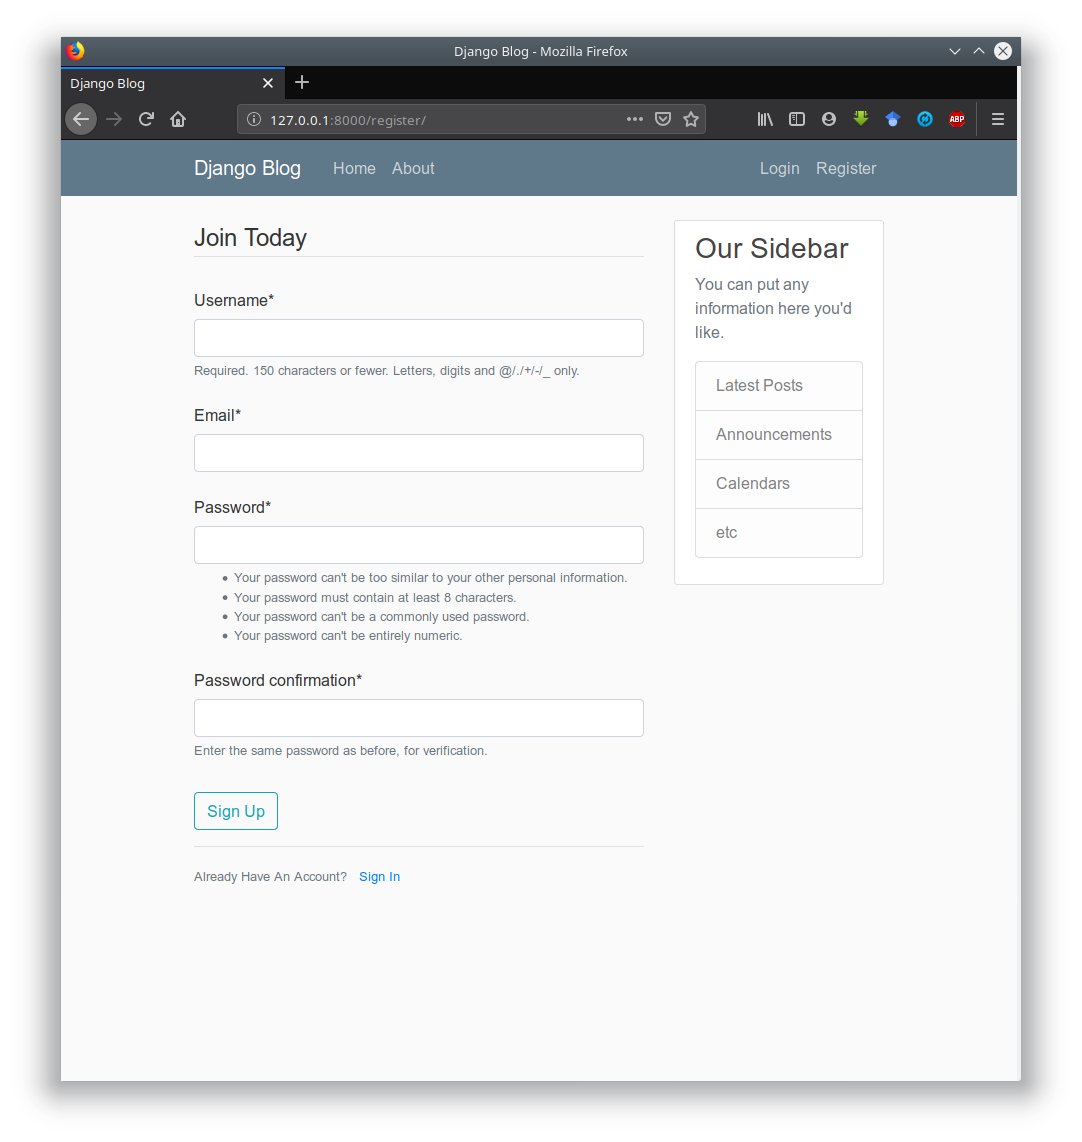 Django Blog - Mozilla Firefox
Django Blog
127.0.0.1:8000/register/
ABP
Django Blog Home About Login Register
Join Today
Username*
Required. 150 characters or fewer. Letters, digits and @/./+/-/_ only.
Email*
Password*
Your password can't be too similar to your other personal information.
Your password must contain at least 8 characters.
Your password can't be a commonly used password.
Your password can't be entirely numeric.
Password confirmation*
Enter the same password as before, for verification.
Sign Up
Already Have An Account? Sign In
Our Sidebar
You can put any
information here you'd
like.
Latest Posts
Announcements
Calendars
etc